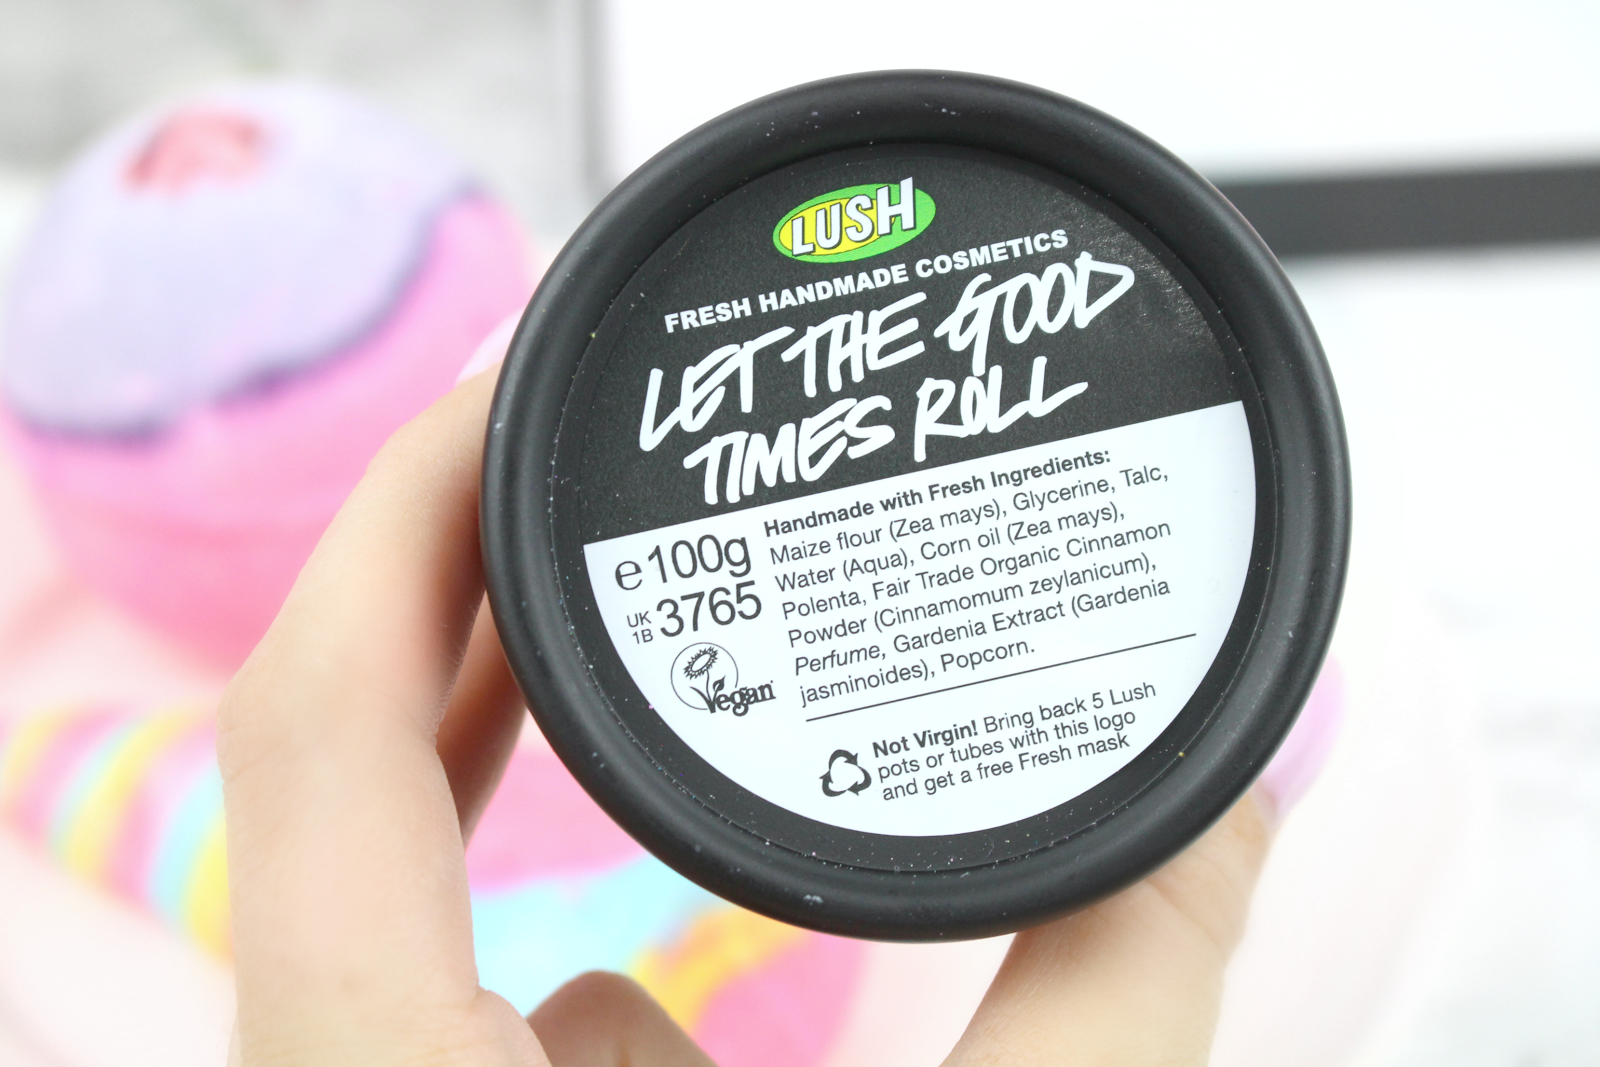 LUSH
FRESH HANDMADE COSMETICS
LET THE GOOD
TIMES ROLL
e 100g
UK 1B 3765
Vegan
Handmade with Fresh Ingredients:
Maize flour (Zea mays), Glycerine, Talc,
Water (Aqua), Corn oil (Zea mays),
Polenta, Fair Trade Organic Cinnamon
Powder (Cinnamomum zeylanicum),
Perfume, Gardenia Extract (Gardenia
jasminoides), Popcorn.
Not Virgin! Bring back 5 Lush
pots or tubes with this logo
and get a free Fresh mask